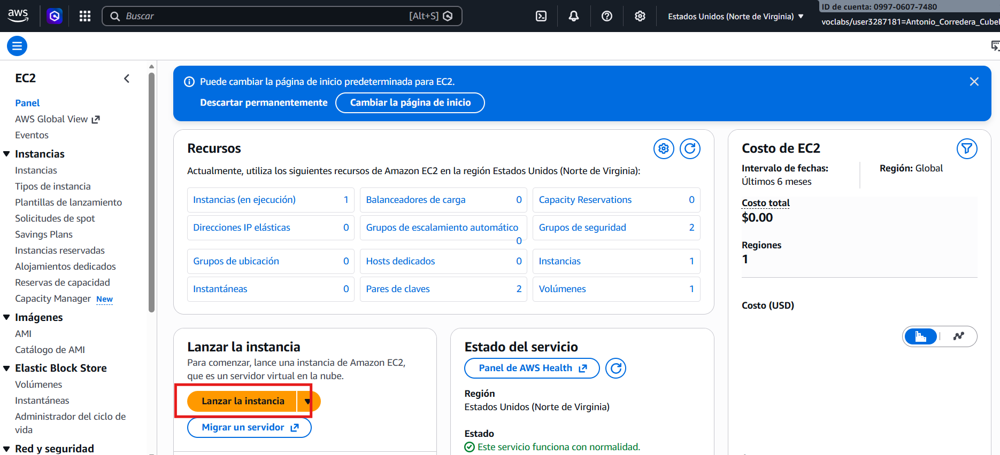 aws
Buscar [Alt+S]
Estados Unidos (Norte de Virginia)
ID de cuenta: 0997-0607-7480
voclabs/user3287181=Antonio_Corredera_Cubel
EC2
Panel
AWS Global View
Eventos
Instancias
Instancias
Tipos de instancia
Plantillas de lanzamiento
Solicitudes de spot
Savings Plans
Instancias reservadas
Alojamientos dedicados
Reservas de capacidad
Capacity Manager New
Imágenes
AMI
Catálogo de AMI
Elastic Block Store
Volúmenes
Instantáneas
Administrador del ciclo de
vida
Red y seguridad
Puede cambiar la página de inicio predeterminada para EC2.
Descartar permanentemente Cambiar la página de inicio
Recursos
Actualmente, utiliza los siguientes recursos de Amazon EC2 en la región Estados Unidos (Norte de Virginia):
Instancias (en ejecución) 1
Balanceadores de carga 0
Capacity Reservations 0
Direcciones IP elásticas 0
Grupos de escalamiento automático
0
Grupos de seguridad 2
Grupos de ubicación 0
Hosts dedicados 0
Instancias 1
Instantáneas 0
Pares de claves 2
Volúmenes 1
Lanzar la instancia
Para comenzar, lance una instancia de Amazon EC2,
que es un servidor virtual en la nube.
Lanzar la instancia
Migrar un servidor
Estado del servicio
Panel de AWS Health
Región
Estados Unidos (Norte de Virginia)
Estado
Este servicio funciona con normalidad.
Costo de EC2
Intervalo de fechas:
Últimos 6 meses
Región: Global
Costo total
$0.00
Regiones
1
Costo (USD)